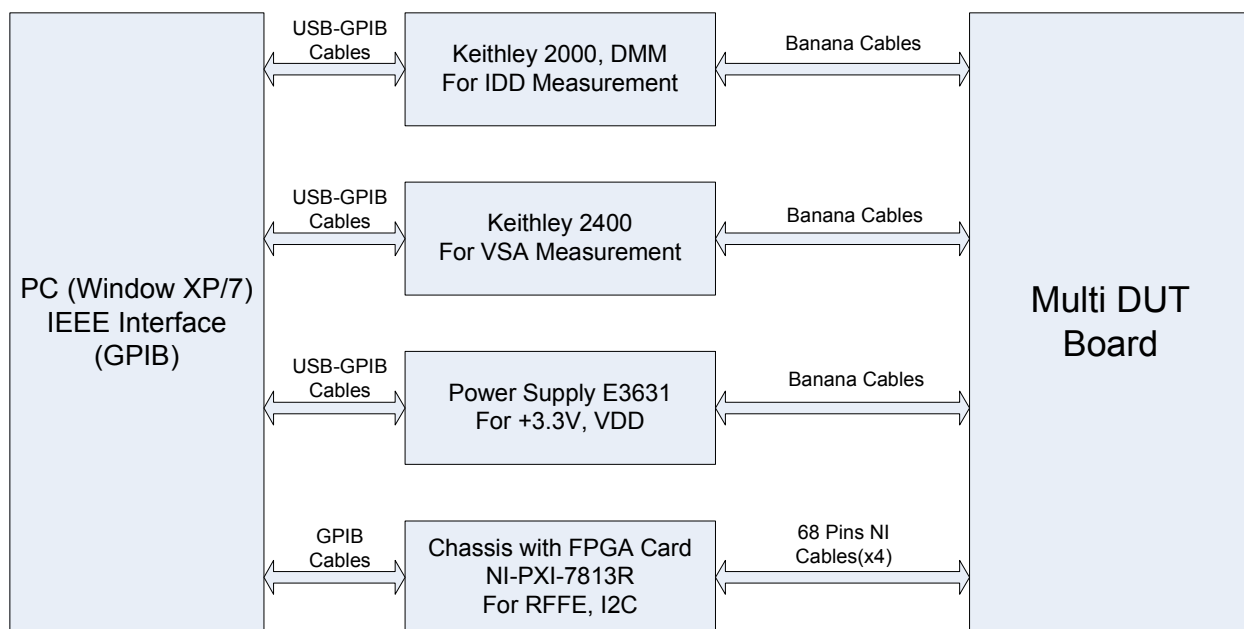 PC (Window XP/7)
IEEE Interface
(GPIB)
USB-GPIB
Cables
Keithley 2000, DMM
For IDD Measurement
Banana Cables
USB-GPIB
Cables
Keithley 2400
For VSA Measurement
Banana Cables
USB-GPIB
Cables
Power Supply E3631
For +3.3V, VDD
Banana Cables
GPIB
Cables
Chassis with FPGA Card
NI-PXI-7813R
For RFFE, I2C
68 Pins NI
Cables(x4)
Multi DUT
Board